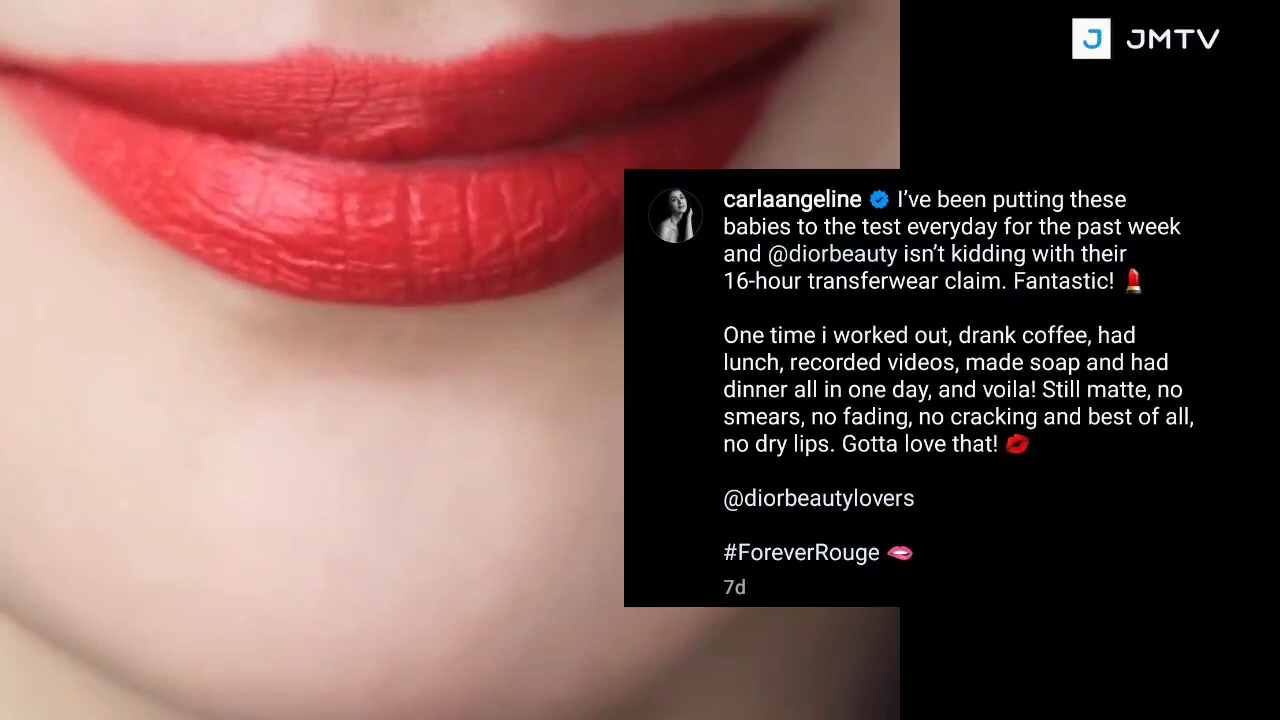 J JMTV
carlaangeline I’ve been putting these
babies to the test everyday for the past week
and @diorbeauty isn’t kidding with their
16-hour transferwear claim. Fantastic! 💄
One time i worked out, drank coffee, had
lunch, recorded videos, made soap and had
dinner all in one day, and voila! Still matte, no
smears, no fading, no cracking and best of all,
no dry lips. Gotta love that! 💋
@diorbeautylovers
#ForeverRouge 🫦
7d